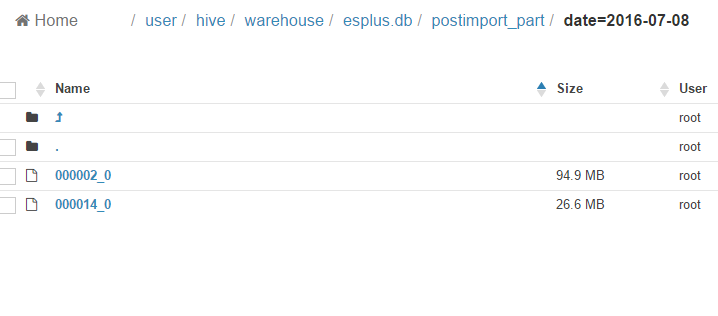 Home / user / hive / warehouse / esplus.db / postimport_part / date=2016-07-08
Name Size User
root
. root
000002_0 94.9 MB root
000014_0 26.6 MB root